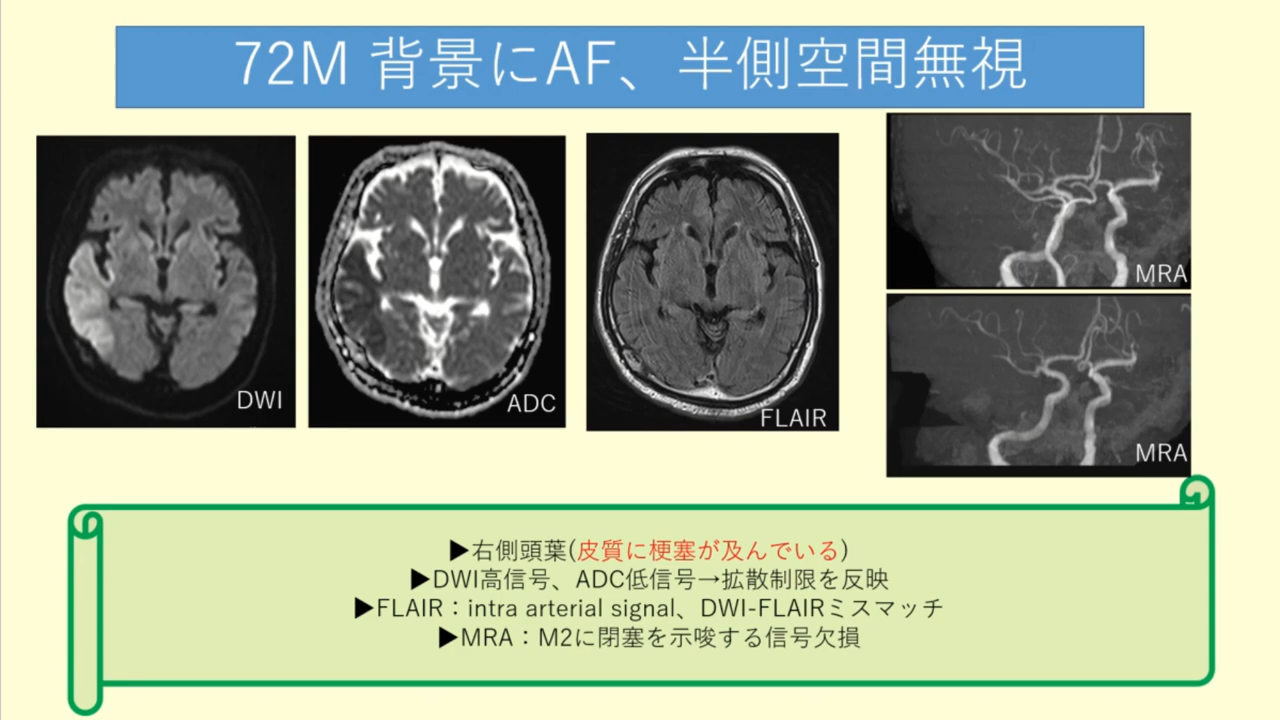 72M 背景にAF、半側空間無視
DWI
ADC
FLAIR
MRA
MRA
▶右側頭葉(皮質に梗塞が及んでいる)
▶DWI高信号、ADC低信号→拡散制限を反映
▶FLAIR：intra arterial signal、DWI-FLAIRミスマッチ
▶MRA：M2に閉塞を示唆する信号欠損